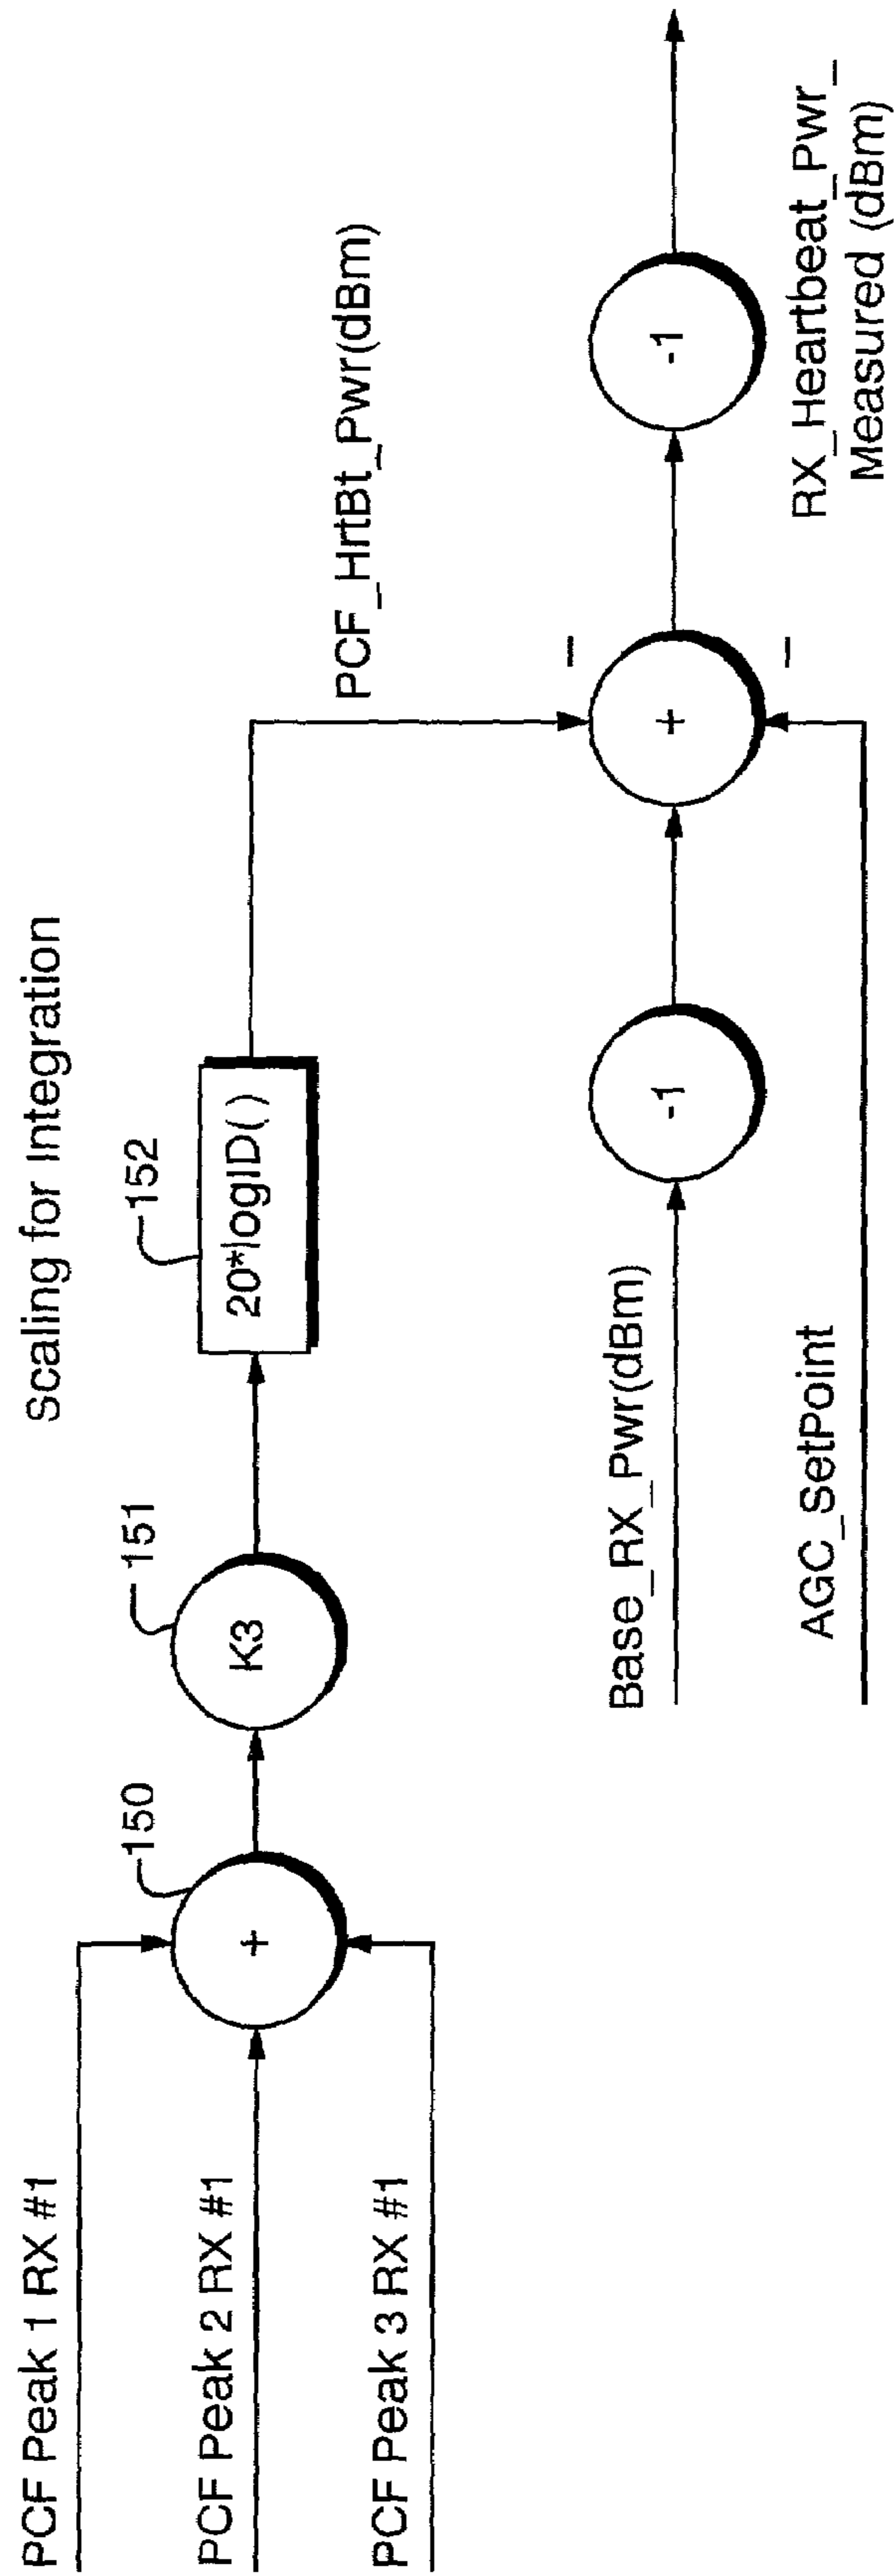 Scaling for Integration
PCF Peak 1 RX #1
PCF Peak 2 RX #1
PCF Peak 3 RX #1
+
150
K3
151
20*logID()
152
PCF_HrtBt_Pwr(dBm)
Base_RX_Pwr(dBm)
-1
+
–
–
-1
AGC_SetPoint
RX_Heartbeat_Pwr_
Measured (dBm)